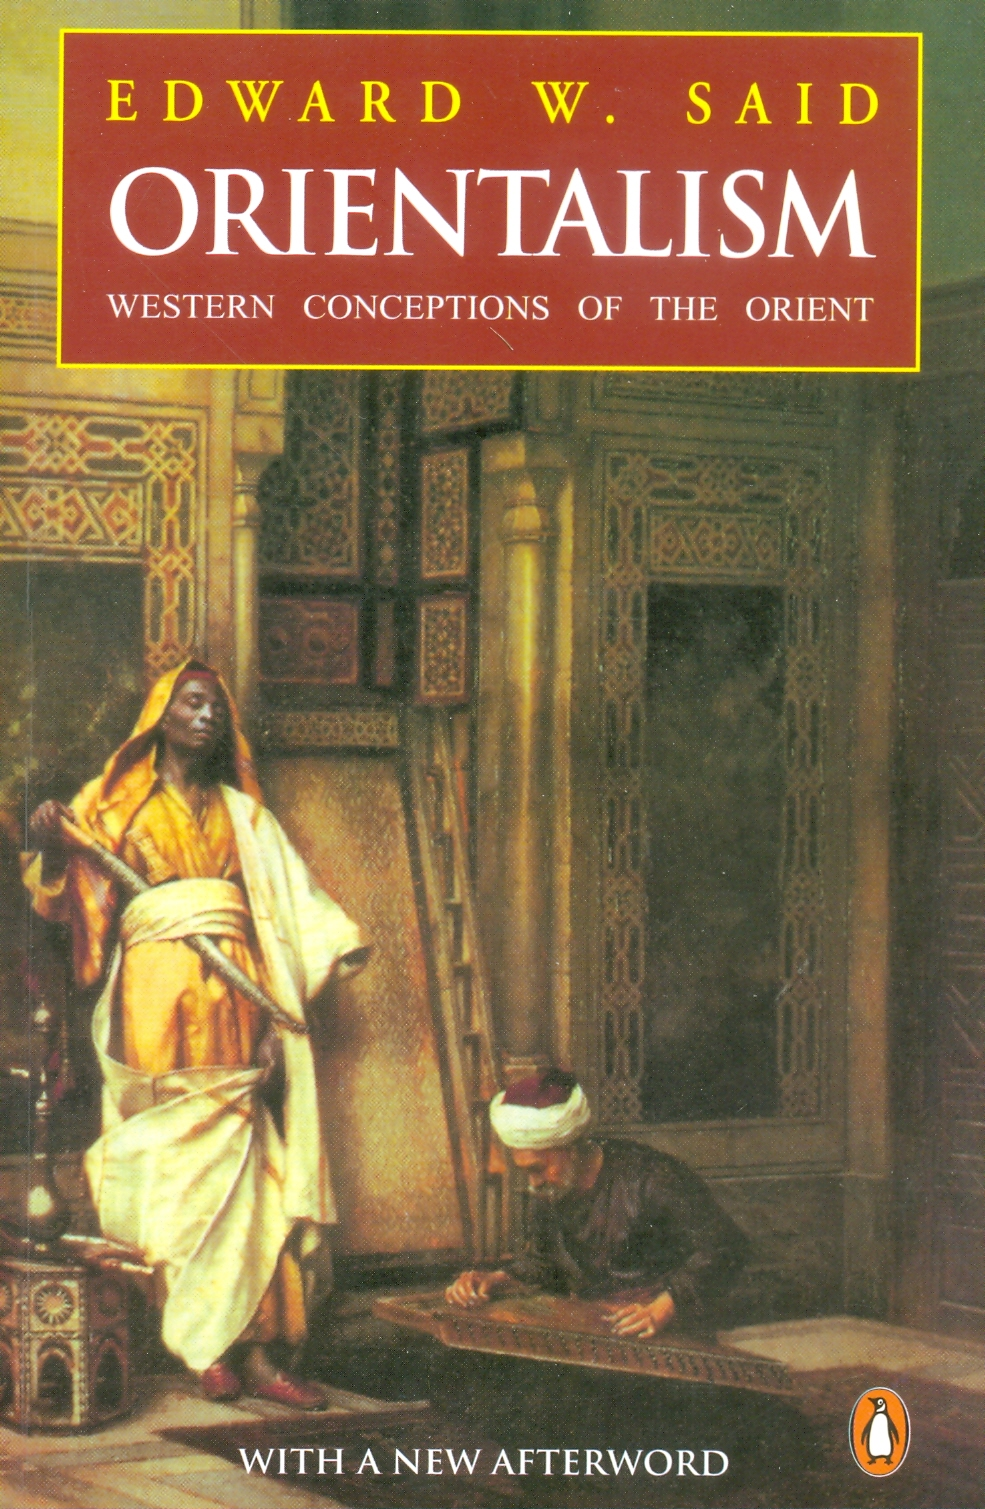 EDWARD W. SAID
ORIENTALISM
WESTERN CONCEPTIONS OF THE ORIENT
WITH A NEW AFTERWORD